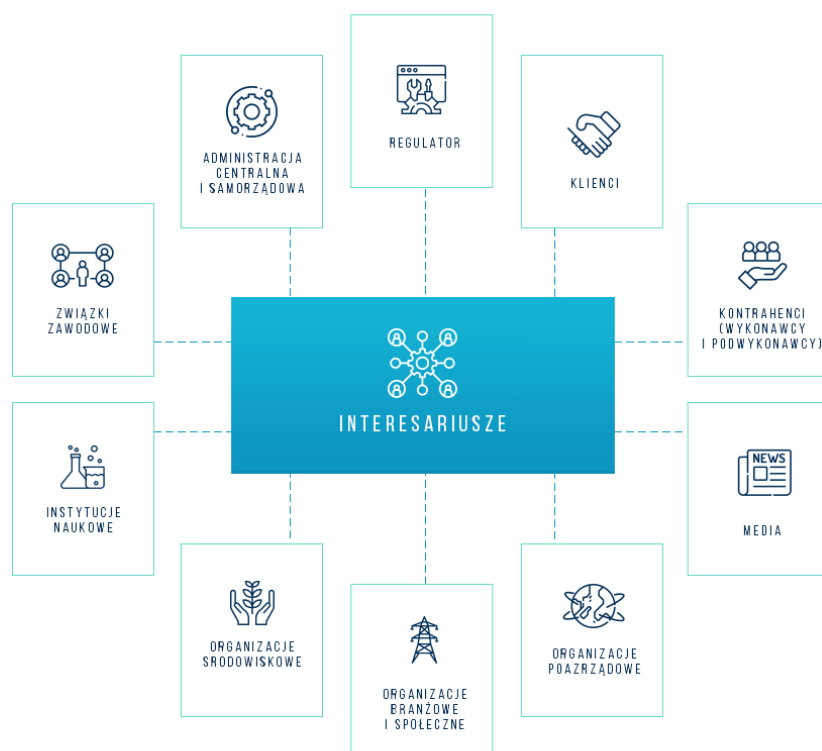 REGULATOR
ADMINISTRACJA
CENTRALNA
I SAMORZĄDOWA
KLIENCI
ZWIĄZKI
ZAWODOWE
KONTRAHENCI
(WYKONAWCY
I PODWYKONAWCY)
INTERESARIUSZE
INSTYTUCJE
NAUKOWE
NEWS
MEDIA
ORGANIZACJE
ŚRODOWISKOWE
ORGANIZACJE
BRANŻOWE
I SPOŁECZNE
ORGANIZACJE
POAZRZĄDOWE